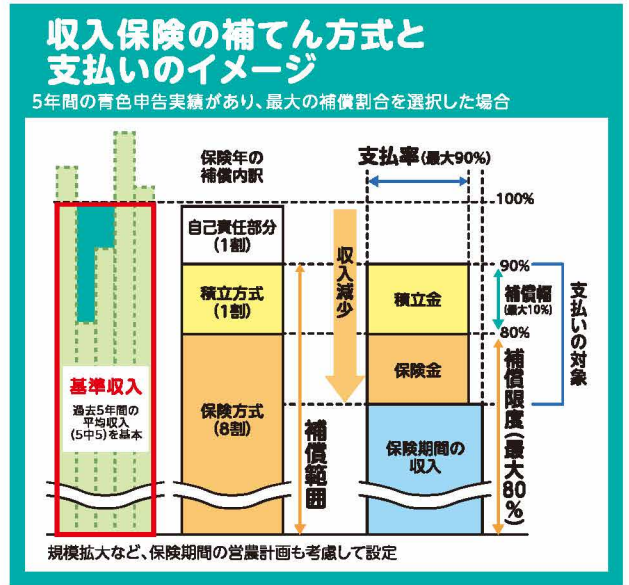 収入保険の補てん方式と
支払いのイメージ
5年間の青色申告実績があり、最大の補償割合を選択した場合
保険年の
補償内訳
支払率(最大90%)
100%
自己責任部分
(1割)
収入減少
90%
積立方式
(1割)
積立金
補償幅
(最大10%)
支払いの対象
80%
基準収入
過去5年間の
平均収入
(5中5)を基本
保険方式
(8割)
保険金
補償範囲
保険期間の
収入
補償限度(最大80%)
規模拡大など、保険期間の営農計画も考慮して設定